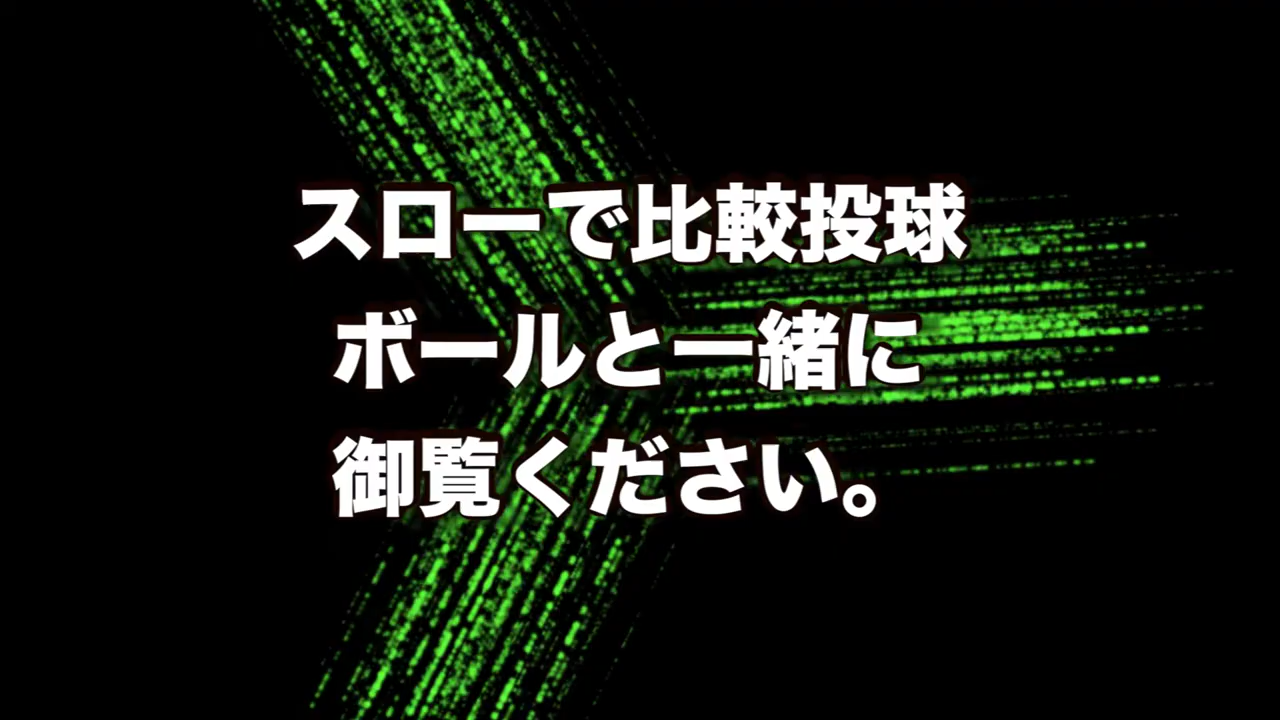 スローで比較投球
ボールと一緒に
御覧ください。